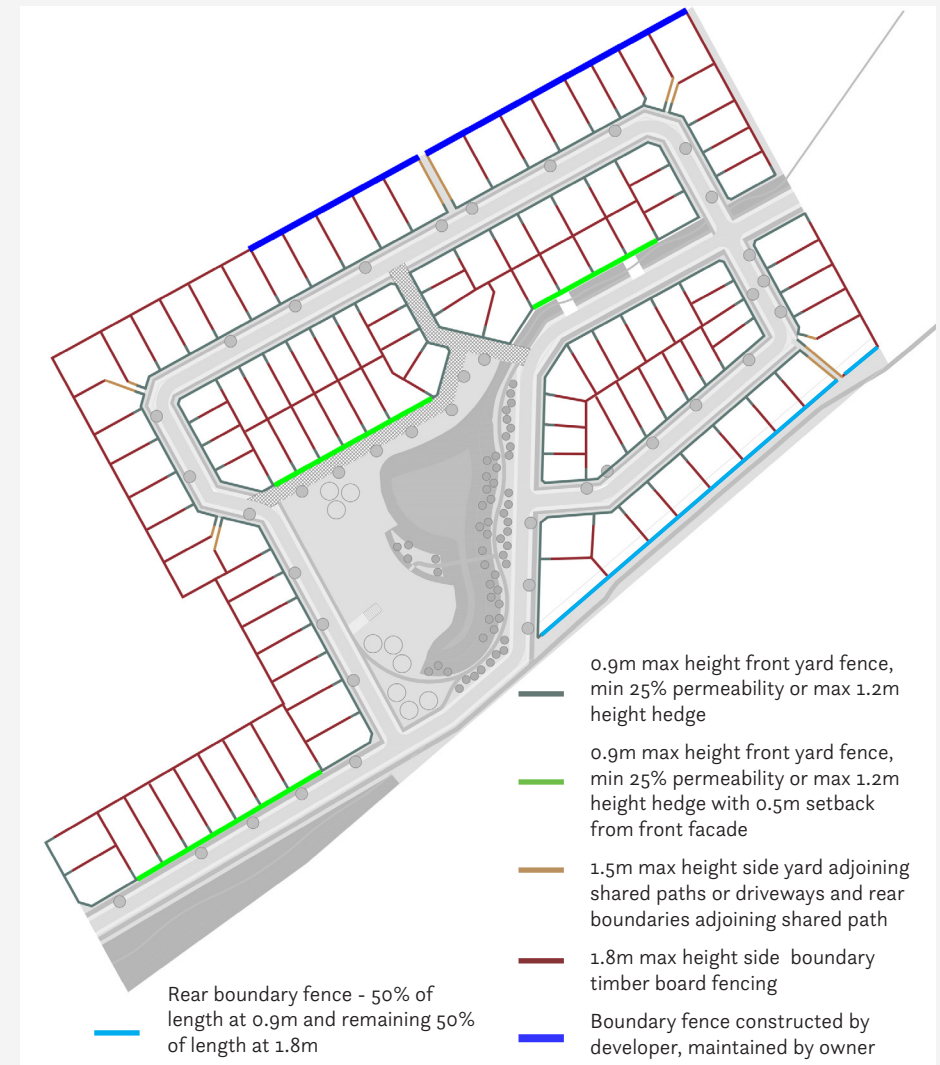 0.9m max height front yard fence,
min 25% permeability or max 1.2m
height hedge
0.9m max height front yard fence,
min 25% permeability or max 1.2m
height hedge with 0.5m setback
from front facade
1.5m max height side yard adjoining
shared paths or driveways and rear
boundaries adjoining shared path
1.8m max height side boundary
timber board fencing
Boundary fence constructed by
developer, maintained by owner
Rear boundary fence - 50% of
length at 0.9m and remaining 50%
of length at 1.8m